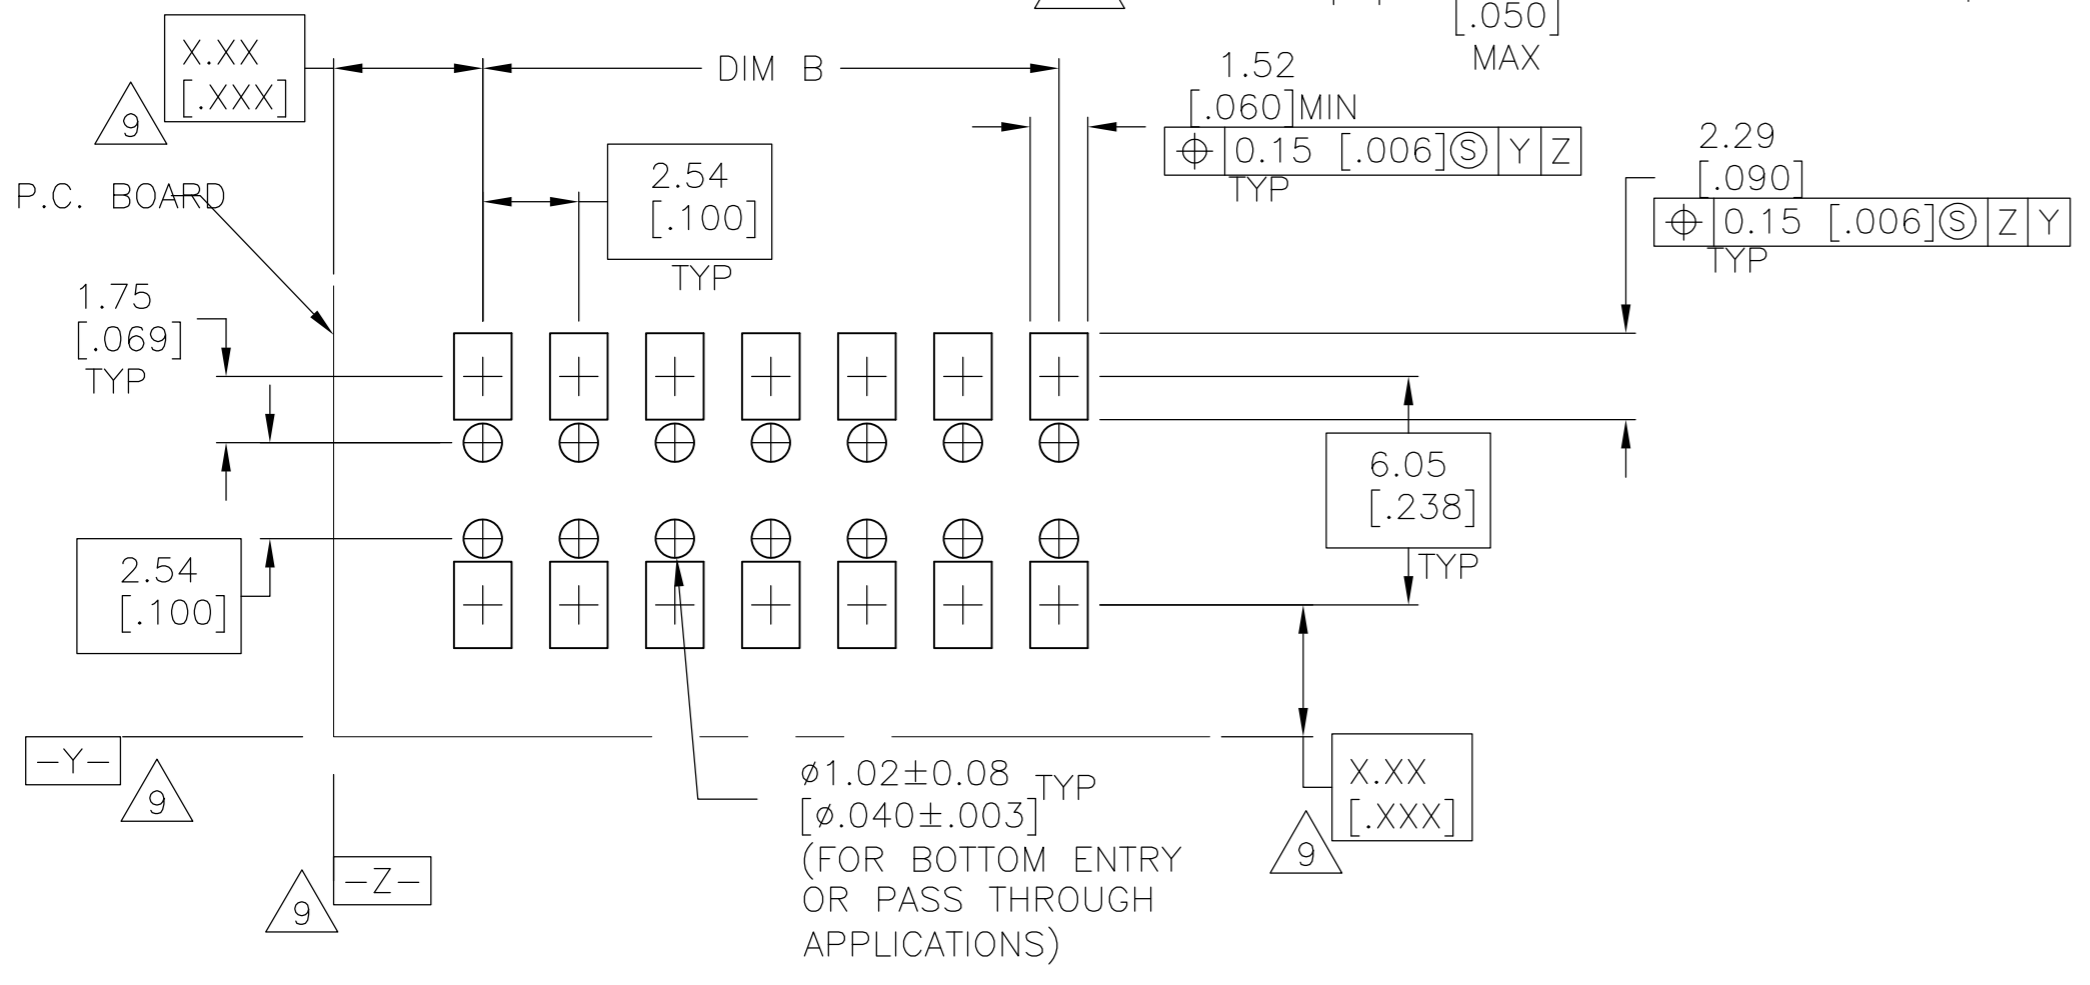 [.050]
MAX
X.XX
[.XXX]
9
DIM B
1.52
[.060]MIN
⌖ 0.15 [.006]Ⓢ Y Z
TYP
2.29
[.090]
⌖ 0.15 [.006]Ⓢ Z Y
TYP
P.C. BOARD
2.54
[.100]
TYP
1.75
[.069]
TYP
6.05
[.238]
TYP
2.54
[.100]
-Y-
9
-Z-
9
⌀1.02±0.08 TYP
[⌀.040±.003]
(FOR BOTTOM ENTRY
OR PASS THROUGH
APPLICATIONS)
X.XX
[.XXX]
9